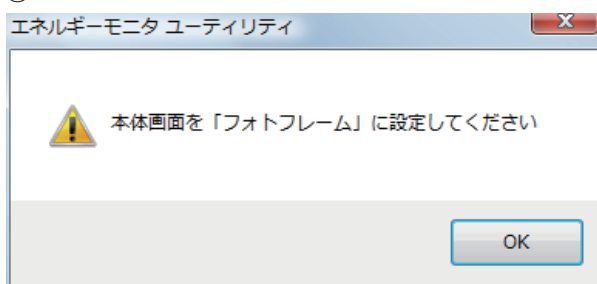 エネルギーモニタ ユーティリティ
本体画面を「フォトフレーム」に設定してください
OK